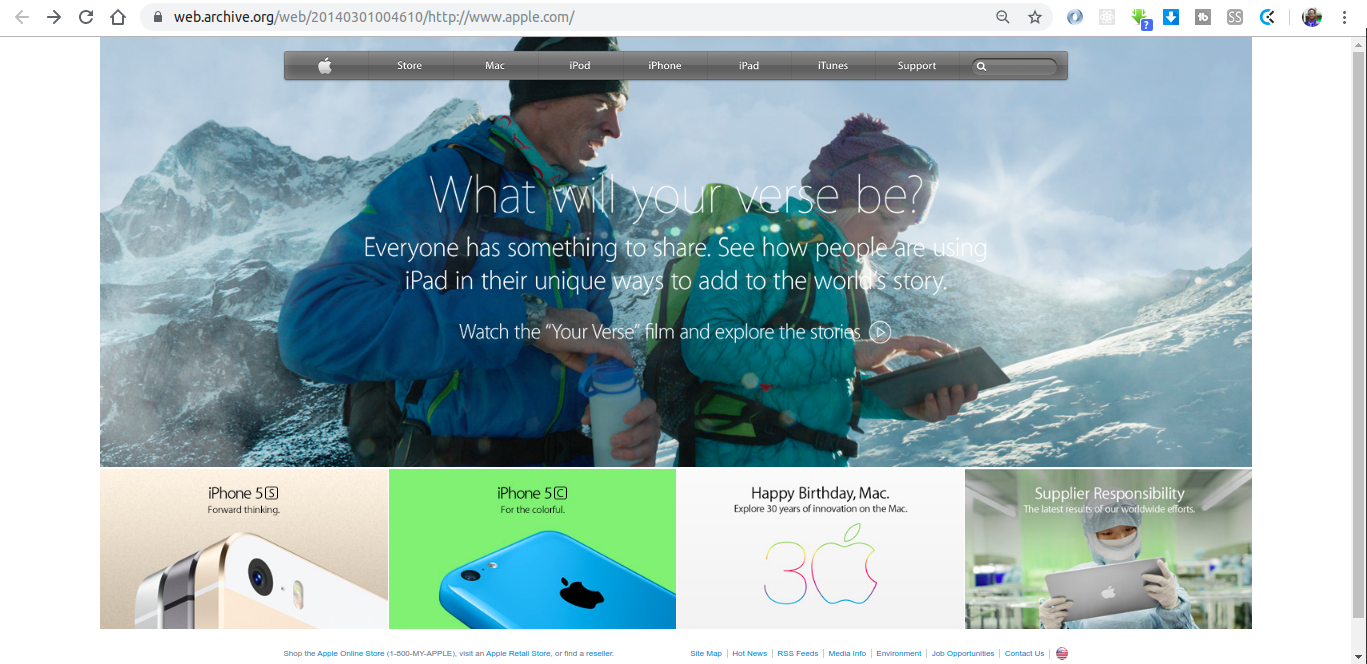 web.archive.org/web/20140301004610/http://www.apple.com/
Store Mac iPod iPhone iPad iTunes Support
What will your verse be?
Everyone has something to share. See how people are using
iPad in their unique ways to add to the world's story.
Watch the “Your Verse” film and explore the stories
iPhone 5S
Forward thinking.
iPhone 5C
For the colorful.
Happy Birthday, Mac.
Explore 30 years of innovation on the Mac.
30
Supplier Responsibility
The latest results of our worldwide efforts.
Shop the Apple Online Store (1-800-MY-APPLE), visit an Apple Retail Store, or find a reseller.
Site Map Hot News RSS Feeds Media Info Environment Job Opportunities Contact Us